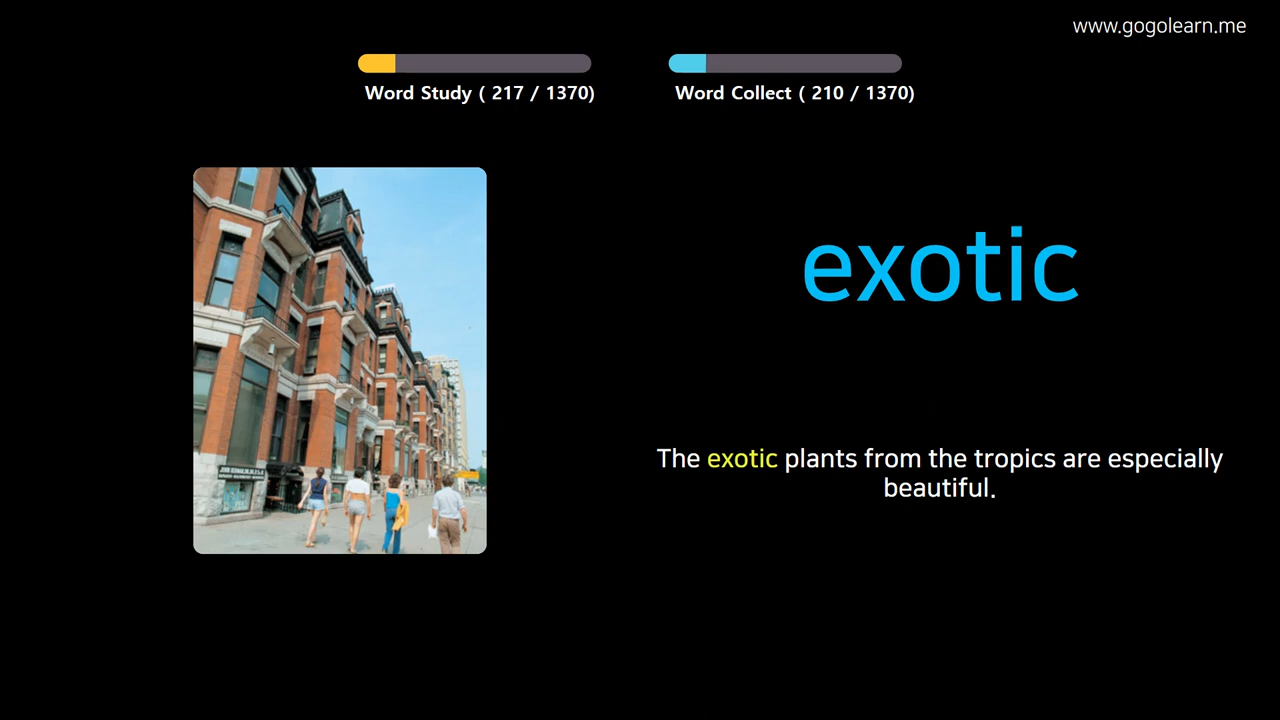 www.gogolearn.me
Word Study ( 217 / 1370)
Word Collect ( 210 / 1370)
exotic
The exotic plants from the tropics are especially
beautiful.